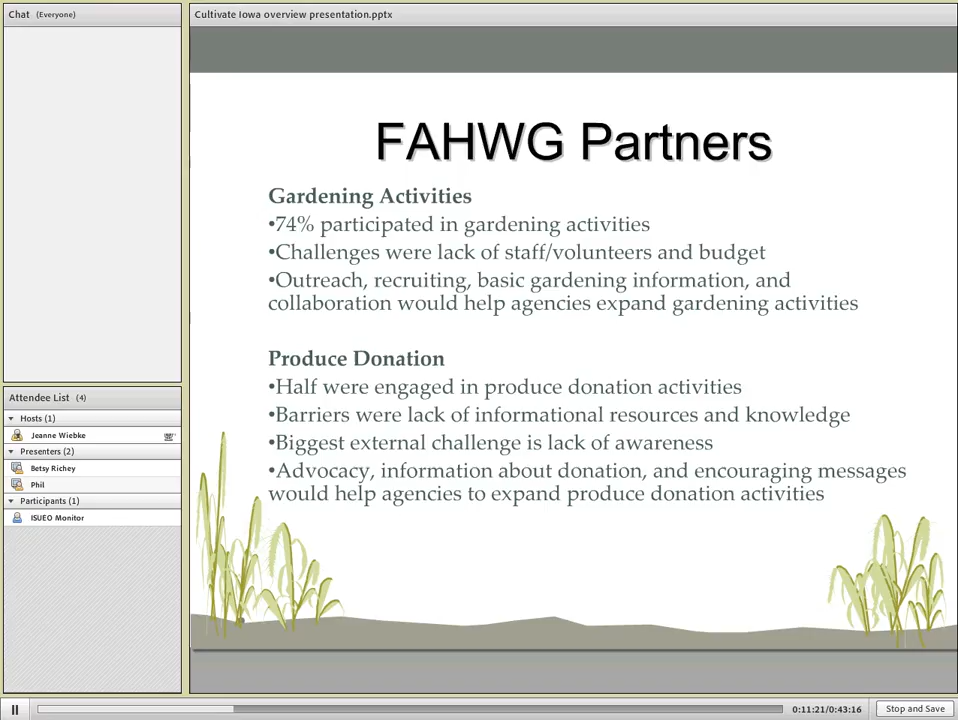 Chat (Everyone)
Attendee List (4)
Hosts (1)
Jeanne Wiebke
Presenters (2)
Betsy Richey
Phil
Participants (1)
ISUEO Monitor
Cultivate Iowa overview presentation.pptx
FAHWG Partners
Gardening Activities
•74% participated in gardening activities
•Challenges were lack of staff/volunteers and budget
•Outreach, recruiting, basic gardening information, and
collaboration would help agencies expand gardening activities
Produce Donation
•Half were engaged in produce donation activities
•Barriers were lack of informational resources and knowledge
•Biggest external challenge is lack of awareness
•Advocacy, information about donation, and encouraging messages
would help agencies to expand produce donation activities
0:11:21/0:43:16
Stop and Save